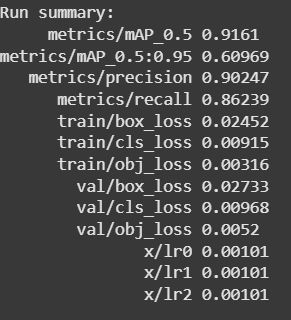 Run summary:
metrics/mAP_0.5 0.9161
metrics/mAP_0.5:0.95 0.60969
metrics/precision 0.90247
metrics/recall 0.86239
train/box_loss 0.02452
train/cls_loss 0.00915
train/obj_loss 0.00316
val/box_loss 0.02733
val/cls_loss 0.00968
val/obj_loss 0.0052
x/lr0 0.00101
x/lr1 0.00101
x/lr2 0.00101